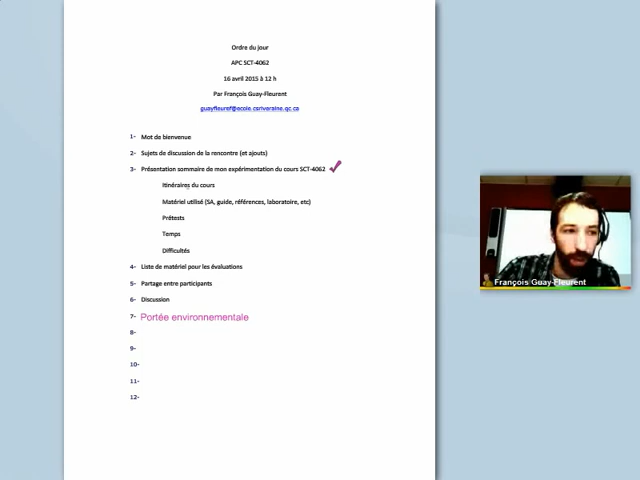 Ordre du jour
APC SCT-4062
16 avril 2015 à 12 h
Par François Guay-Fleurent
guayfleuref@ecole.csriveraine.qc.ca
1- Mot de bienvenue
2- Sujets de discussion de la rencontre (et ajouts)
3- Présentation sommaire de mon expérimentation du cours SCT-4062
Itinéraires du cours
Matériel utilisé (SA, guide, références, laboratoire, etc)
Prétests
Temps
Difficultés
4- Liste de matériel pour les évaluations
5- Partage entre participants
6- Discussion
7- Portée environnementale
8-
9-
10-
11-
12-
François Guay-Fleurent